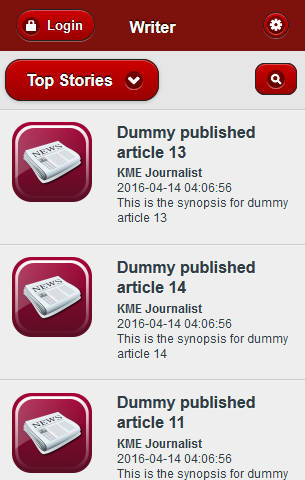 Login
Writer
Top Stories
NEWS
Dummy published
article 13
KME Journalist
2016-04-14 04:06:56
This is the synopsis for dummy
article 13
NEWS
Dummy published
article 14
KME Journalist
2016-04-14 04:06:56
This is the synopsis for dummy
article 14
NEWS
Dummy published
article 11
KME Journalist
2016-04-14 04:06:56
This is the synopsis for dummy